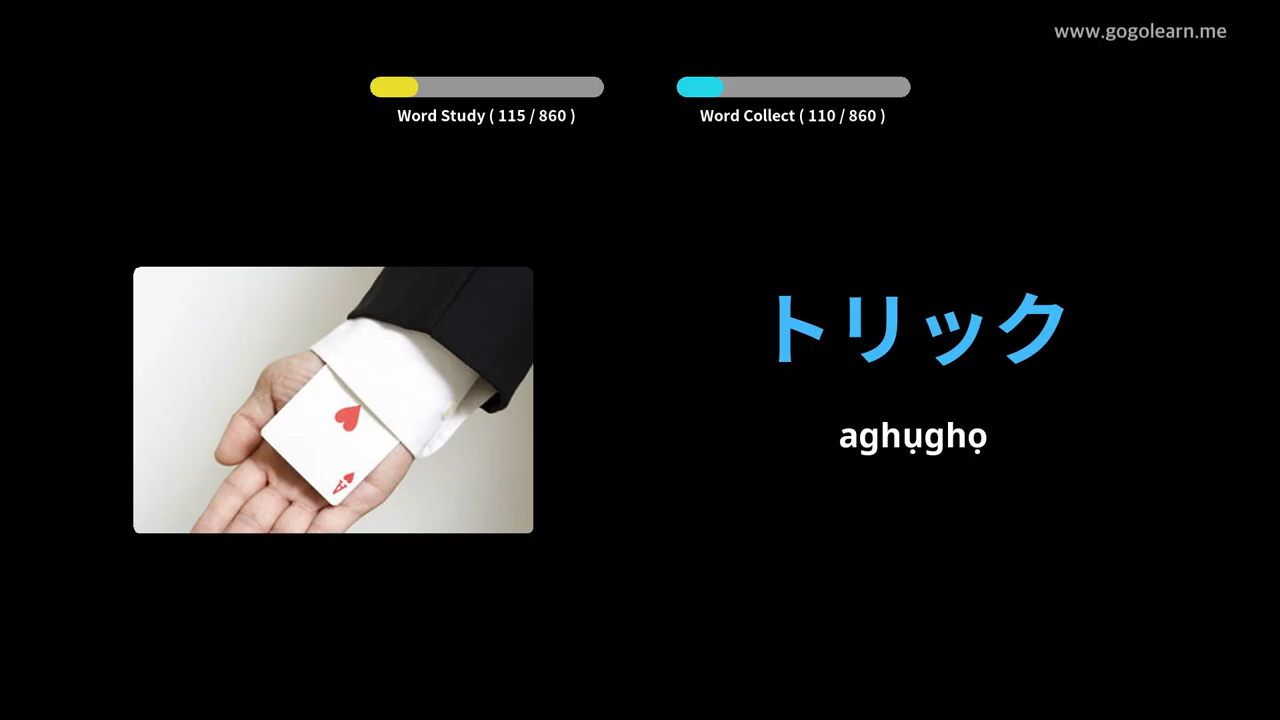 www.gogolearn.me
Word Study ( 115 / 860 )
Word Collect ( 110 / 860 )
トリック
aghụghọ
A